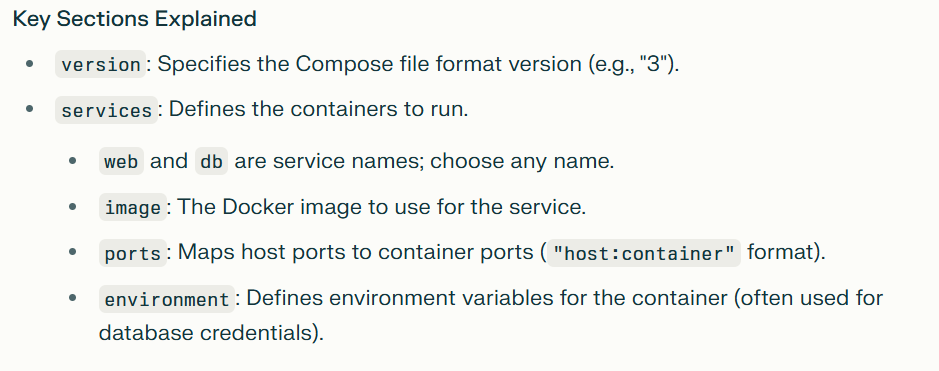 Key Sections Explained
version: Specifies the Compose file format version (e.g., "3").
services: Defines the containers to run.
web and db are service names; choose any name.
image: The Docker image to use for the service.
ports: Maps host ports to container ports ("host:container" format).
environment: Defines environment variables for the container (often used for
database credentials).